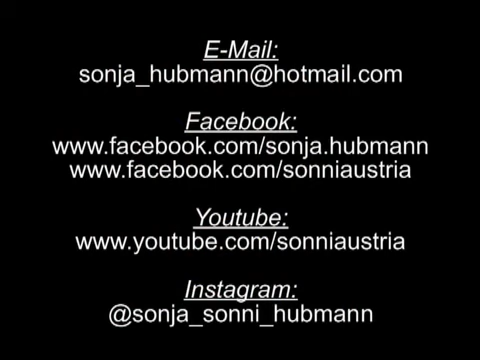 E-Mail:
sonja_hubmann@hotmail.com
Facebook:
www.facebook.com/sonja.hubmann
www.facebook.com/sonniaustria
Youtube:
www.youtube.com/sonniaustria
Instagram:
@sonja_sonni_hubmann